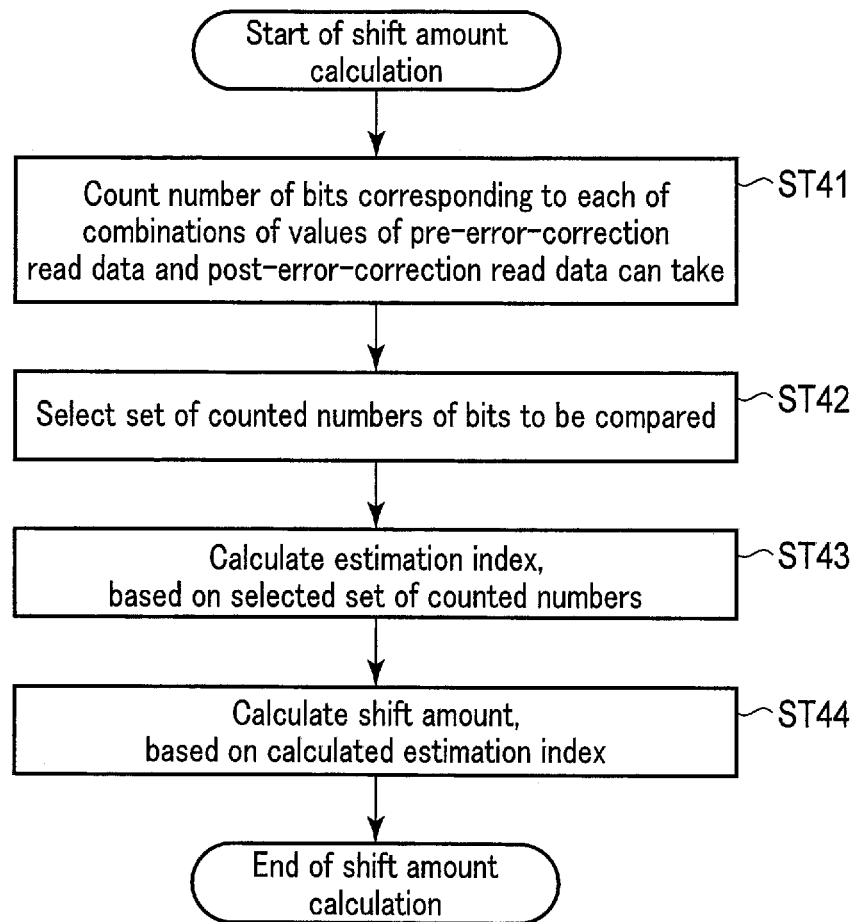 Start of shift amount
calculation
ST41
Count number of bits corresponding to each of
combinations of values of pre-error-correction
read data and post-error-correction read data can take
ST42
Select set of counted numbers of bits to be compared
ST43
Calculate estimation index,
based on selected set of counted numbers
ST44
Calculate shift amount,
based on calculated estimation index
End of shift amount
calculation